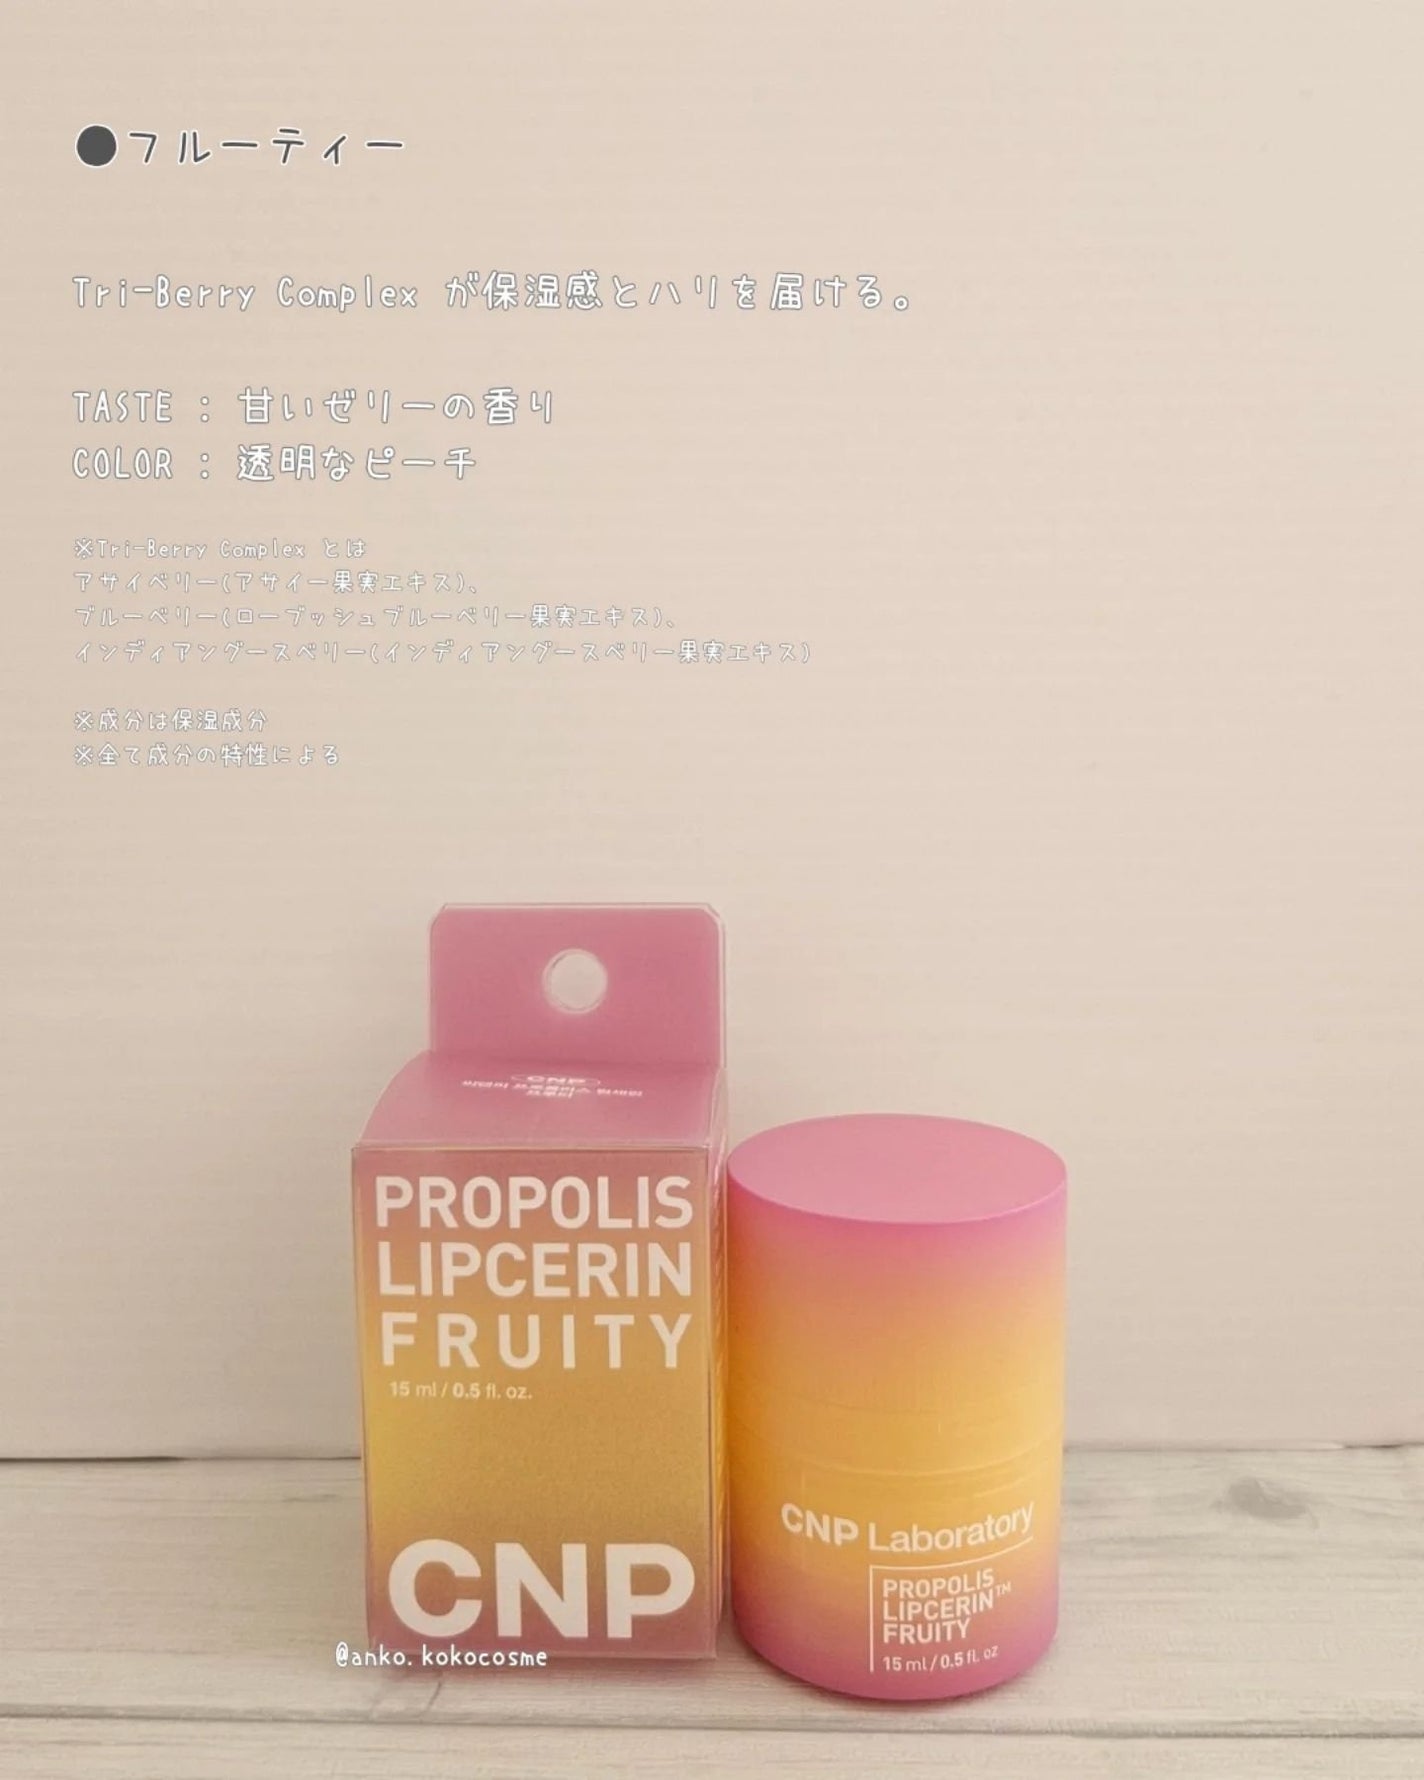 ●フルーティー
Tri-Berry Complex が保湿感とハリを届ける。
TASTE : 甘いゼリーの香り
COLOR : 透明なピーチ
※Tri-Berry Complex とは
アサイベリー(アサイー果実エキス)、
ブルーベリー(ローブッシュブルーベリー果実エキス)、
インディアングースベリー(インディアングースベリー果実エキス)
※成分は保湿成分
※全て成分の特性による
CNP
PROPOLIS
LIPCERIN
FRUITY
15 ml / 0.5 fl. oz.
CNP
@anko.kokocosme
CNP Laboratory
PROPOLIS
LIPCERIN™
FRUITY
15 ml / 0.5 fl. oz